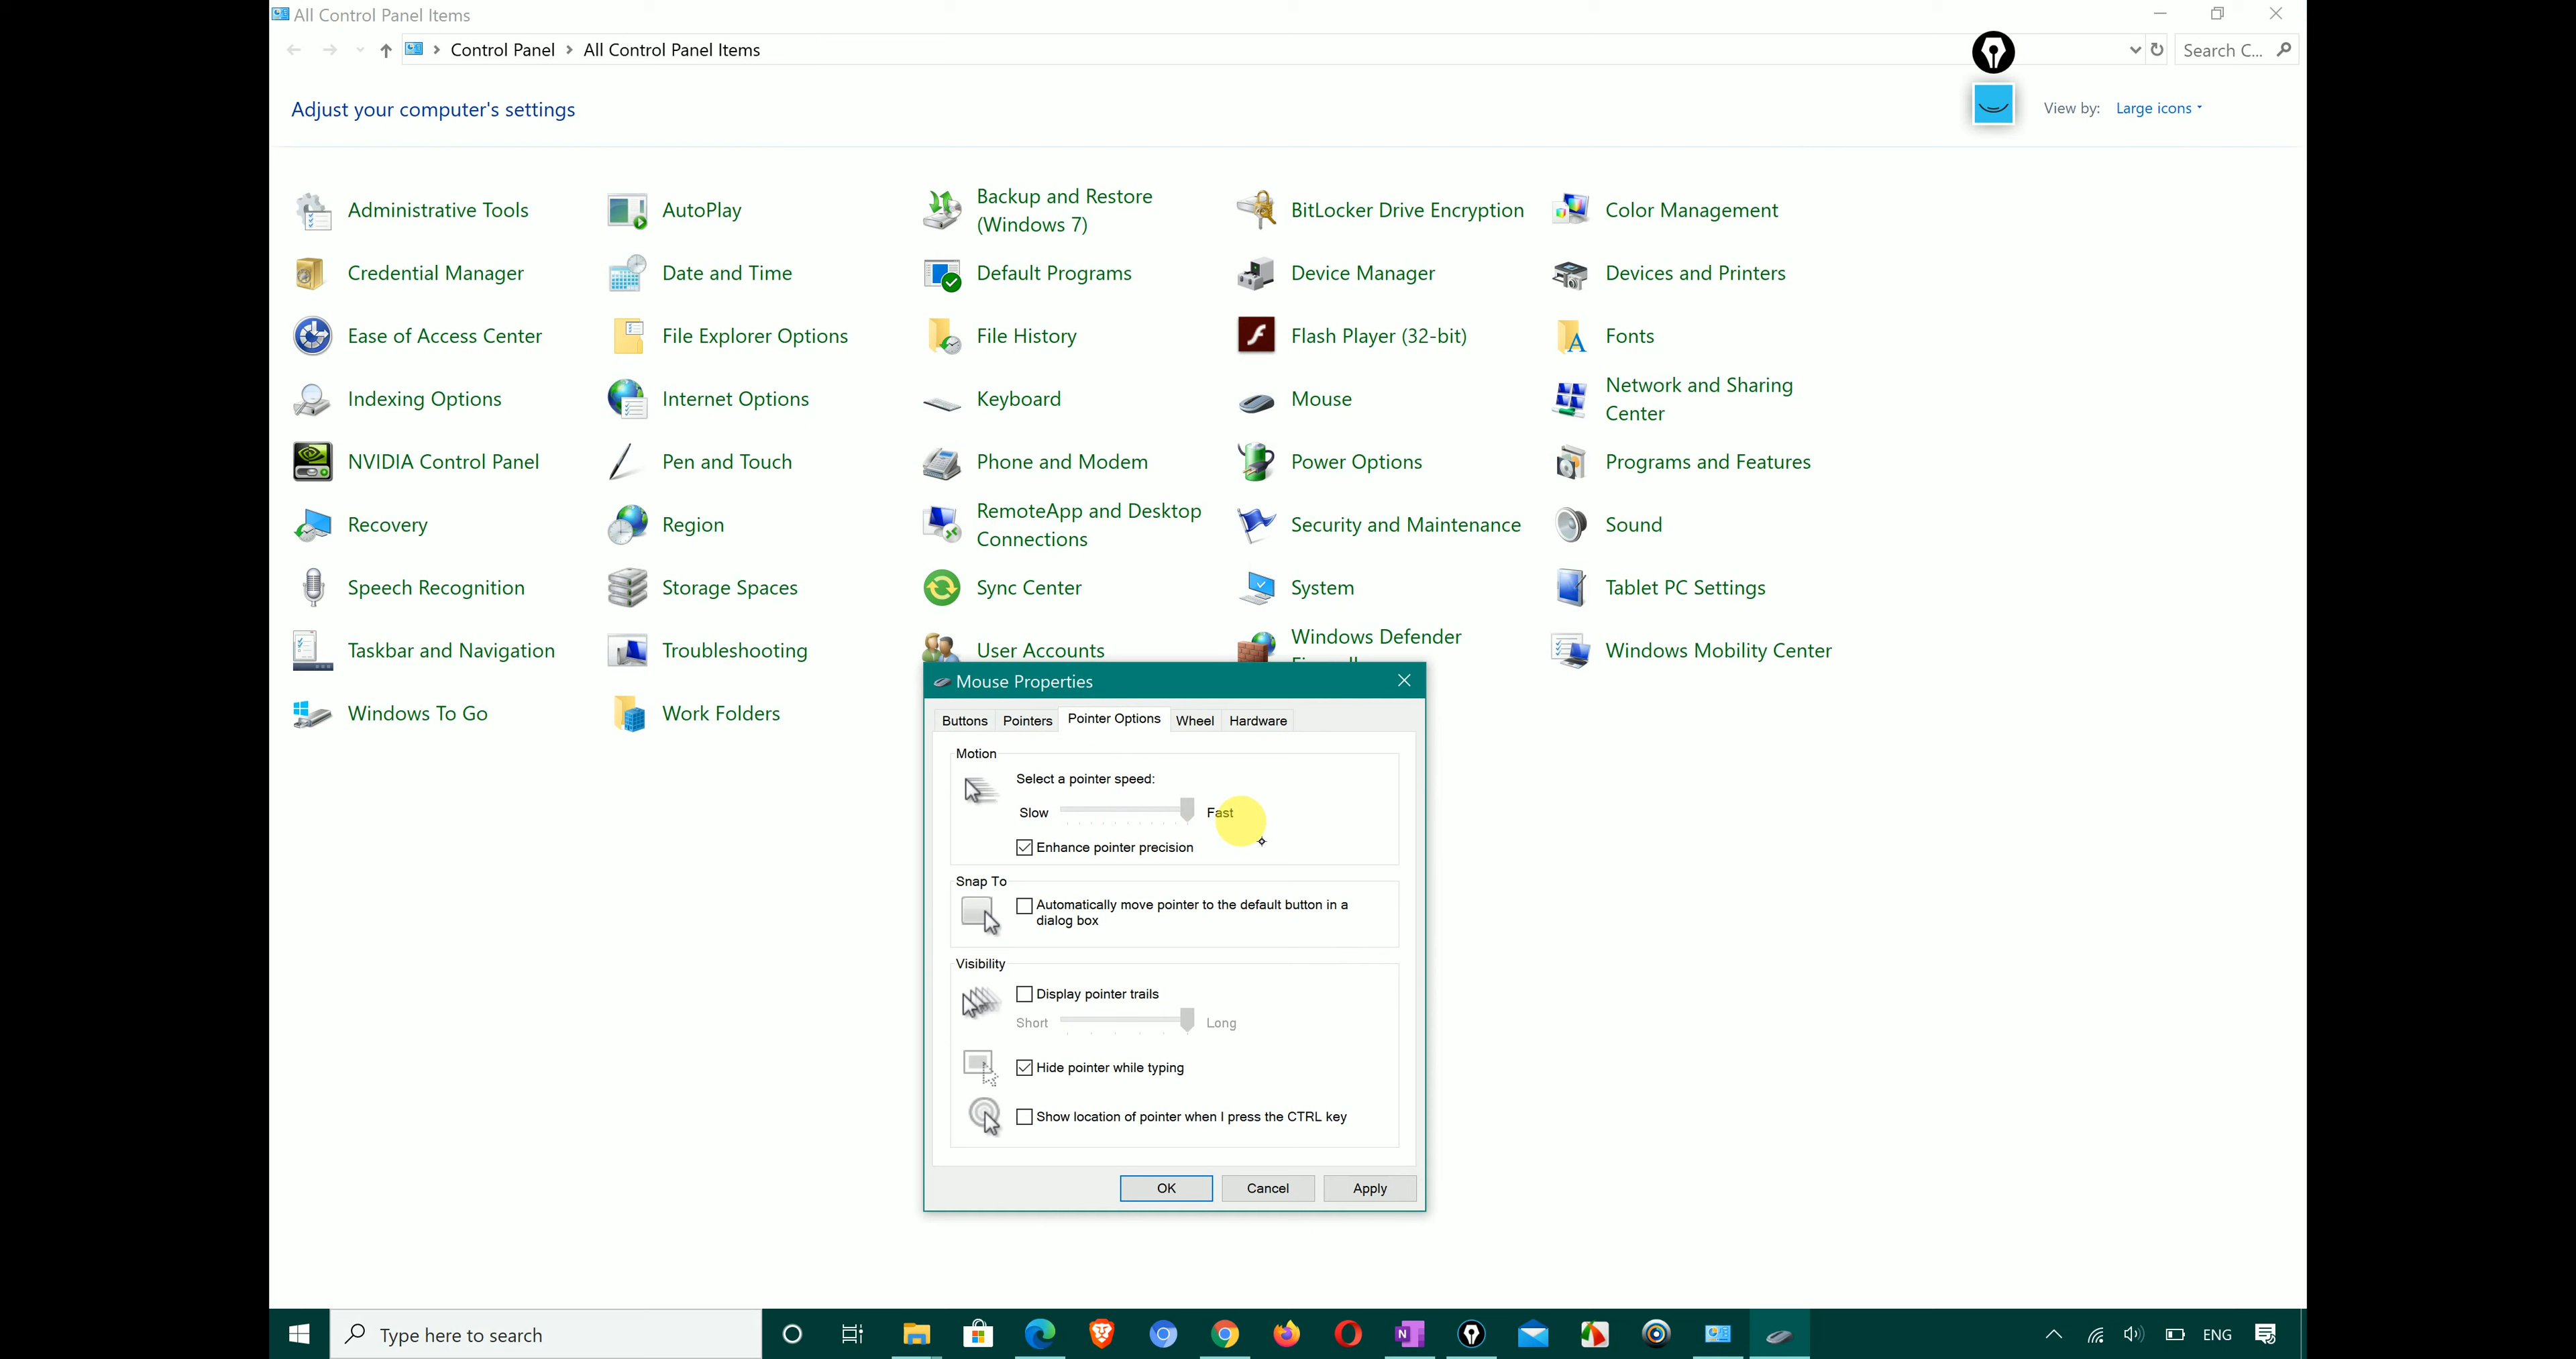 All Control Panel Items
Control Panel All Control Panel Items
Search C...
Adjust your computer's settings
View by: Large icons
Administrative Tools
AutoPlay
Backup and Restore
(Windows 7)
BitLocker Drive Encryption
Color Management
Credential Manager
Date and Time
Default Programs
Device Manager
Devices and Printers
Ease of Access Center
File Explorer Options
File History
Flash Player (32-bit)
Fonts
Indexing Options
Internet Options
Keyboard
Mouse
Network and Sharing
Center
NVIDIA Control Panel
Pen and Touch
Phone and Modem
Power Options
Programs and Features
Recovery
Region
RemoteApp and Desktop
Connections
Security and Maintenance
Sound
Speech Recognition
Storage Spaces
Sync Center
System
Tablet PC Settings
Taskbar and Navigation
Troubleshooting
User Accounts
Windows Defender
Windows Mobility Center
Windows To Go
Work Folders
Mouse Properties
Buttons Pointers Pointer Options Wheel Hardware
Motion
Select a pointer speed:
Slow Fast
Enhance pointer precision
Snap To
Automatically move pointer to the default button in a
dialog box
Visibility
Display pointer trails
Short Long
Hide pointer while typing
Show location of pointer when I press the CTRL key
OK Cancel Apply
Type here to search
ENG